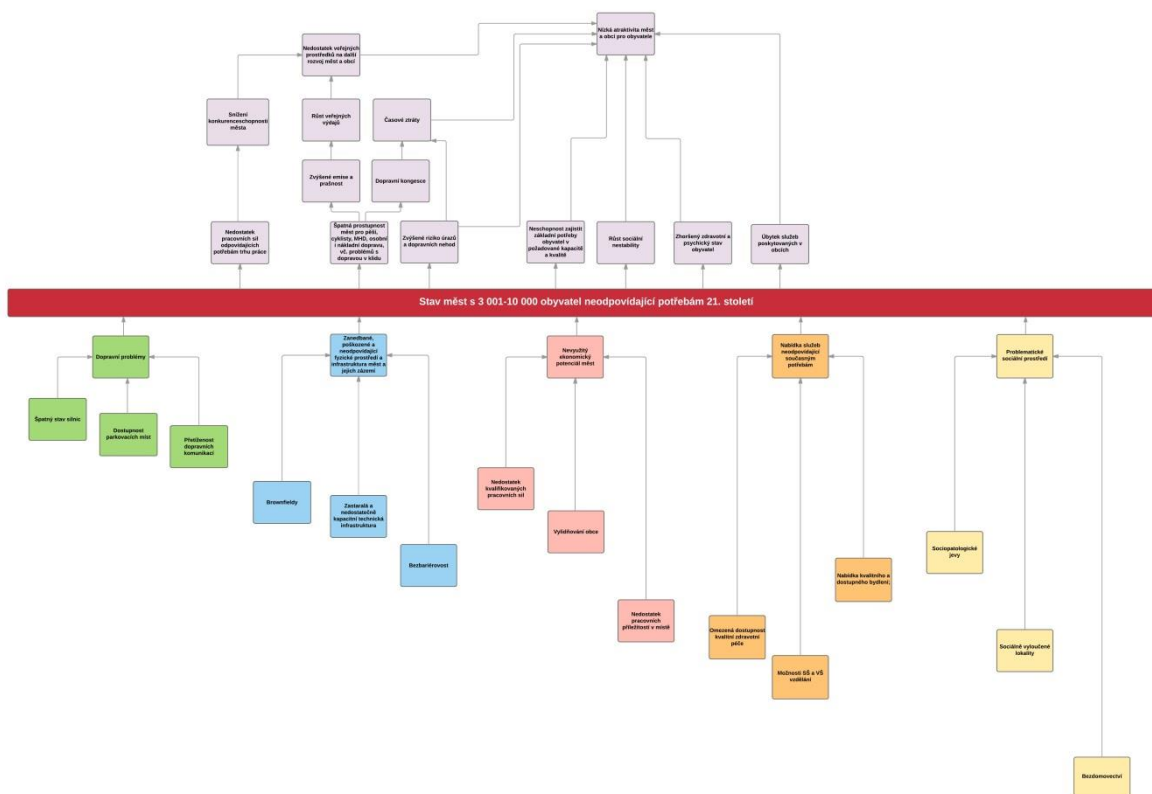 Nízká atraktivita měst
a obcí pro obyvatele
Nedostatek veřejných
prostředků na další
rozvoj měst a obcí
Snížení
konkurenceschopnosti
města
Růst veřejných
výdajů
Časové ztráty
Zvýšené emise a
prašnost
Dopravní kongesce
Nedostatek
pracovních sil
odpovídajících
potřebám trhu práce
Špatná prostupnost
měst pro pěší,
cyklisty, MHD, osobní
i nákladní dopravu,
vč. problémů s
dopravou v klidu
Zvýšené riziko úrazů
a dopravních nehod
Neschopnost zajistit
základní potřeby
obyvatel v
požadované kapacitě
a kvalitě
Růst sociální
nestability
Zhoršený zdravotní a
psychický stav
obyvatel
Úbytek služeb
poskytovaných v
obcích
Stav měst s 3 001-10 000 obyvatel neodpovídající potřebám 21. století
Dopravní problémy
Zanedbané,
poškozené a
neodpovídající
fyzické prostředí a
infrastruktura měst a
jejich zázemí
Nevyužitý
ekonomický
potenciál měst
Nabídka služeb
neodpovídající
současným
potřebám
Problematické
sociální prostředí
Špatný stav silnic
Dostupnost
parkovacích míst
Přetíženost
dopravních
komunikací
Brownfieldy
Zastaralá a
nedostatečně
kapacitní technická
infrastruktura
Bezbariérovost
Nedostatek
kvalifikovaných
pracovních sil
Vylidňování obce
Nedostatek
pracovních
příležitostí v místě
Omezená dostupnost
kvalitní zdravotní
péče
Možnosti SŠ a VŠ
vzdělání
Nabídka kvalitního a
dostupného bydlení;
Sociopatologické
jevy
Sociálně vyloučené
lokality
Bezdomovectví